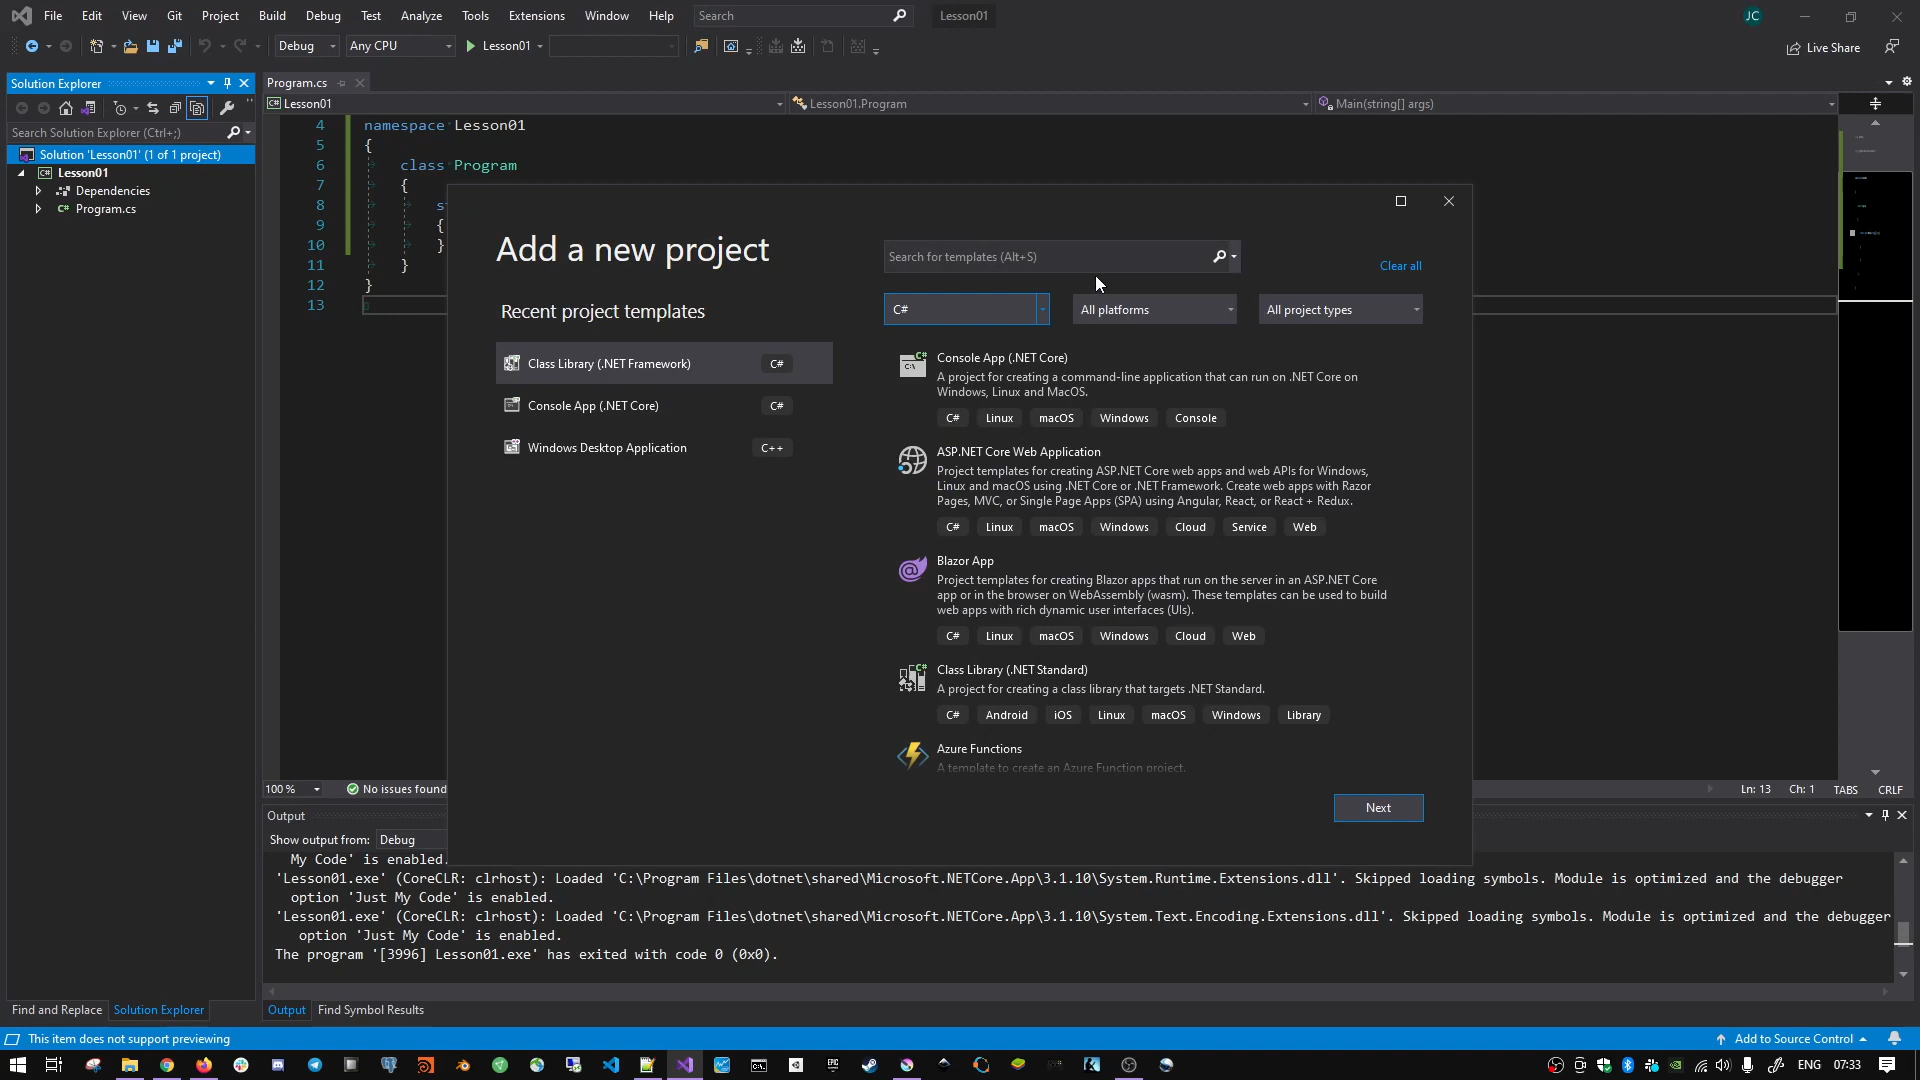 File Edit View Git Project Build Debug Test Analyze Tools Extensions Window Help Search Lesson01 JC
Debug Any CPU Lesson01 Live Share
Solution Explorer
Program.cs
Lesson01 Lesson01.Program Main(string[] args)
Search Solution Explorer (Ctrl+;)
Solution 'Lesson01' (1 of 1 project)
C# Lesson01
Dependencies
C# Program.cs
4 namespace Lesson01
5 {
6 class Program
7 {
8 s
9 {
10 }
11 }
12 }
13
Add a new project
Search for templates (Alt+S)
Clear all
C# All platforms All project types
Recent project templates
Class Library (.NET Framework) C#
Console App (.NET Core) C#
Windows Desktop Application C++
Console App (.NET Core)
A project for creating a command-line application that can run on .NET Core on
Windows, Linux and MacOS.
C# Linux macOS Windows Console
ASP.NET Core Web Application
Project templates for creating ASP.NET Core web apps and web APIs for Windows,
Linux and macOS using .NET Core or .NET Framework. Create web apps with Razor
Pages, MVC, or Single Page Apps (SPA) using Angular, React, or React + Redux.
C# Linux macOS Windows Cloud Service Web
Blazor App
Project templates for creating Blazor apps that run on the server in an ASP.NET Core
app or in the browser on WebAssembly (wasm). These templates can be used to build
web apps with rich dynamic user interfaces (UIs).
C# Linux macOS Windows Cloud Web
Class Library (.NET Standard)
A project for creating a class library that targets .NET Standard.
C# Android iOS Linux macOS Windows Library
Azure Functions
A template to create an Azure Function project.
Next
100 % No issues found
Ln: 13 Ch: 1 TABS CRLF
Output
Show output from: Debug
My Code' is enabled.
'Lesson01.exe' (CoreCLR: clrhost): Loaded 'C:\Program Files\dotnet\shared\Microsoft.NETCore.App\3.1.10\System.Runtime.Extensions.dll'. Skipped loading symbols. Module is optimized and the debugger
option 'Just My Code' is enabled.
'Lesson01.exe' (CoreCLR: clrhost): Loaded 'C:\Program Files\dotnet\shared\Microsoft.NETCore.App\3.1.10\System.Text.Encoding.Extensions.dll'. Skipped loading symbols. Module is optimized and the debugger
option 'Just My Code' is enabled.
The program '[3996] Lesson01.exe' has exited with code 0 (0x0).
Find and Replace Solution Explorer Output Find Symbol Results
This item does not support previewing
Add to Source Control
ENG 07:33